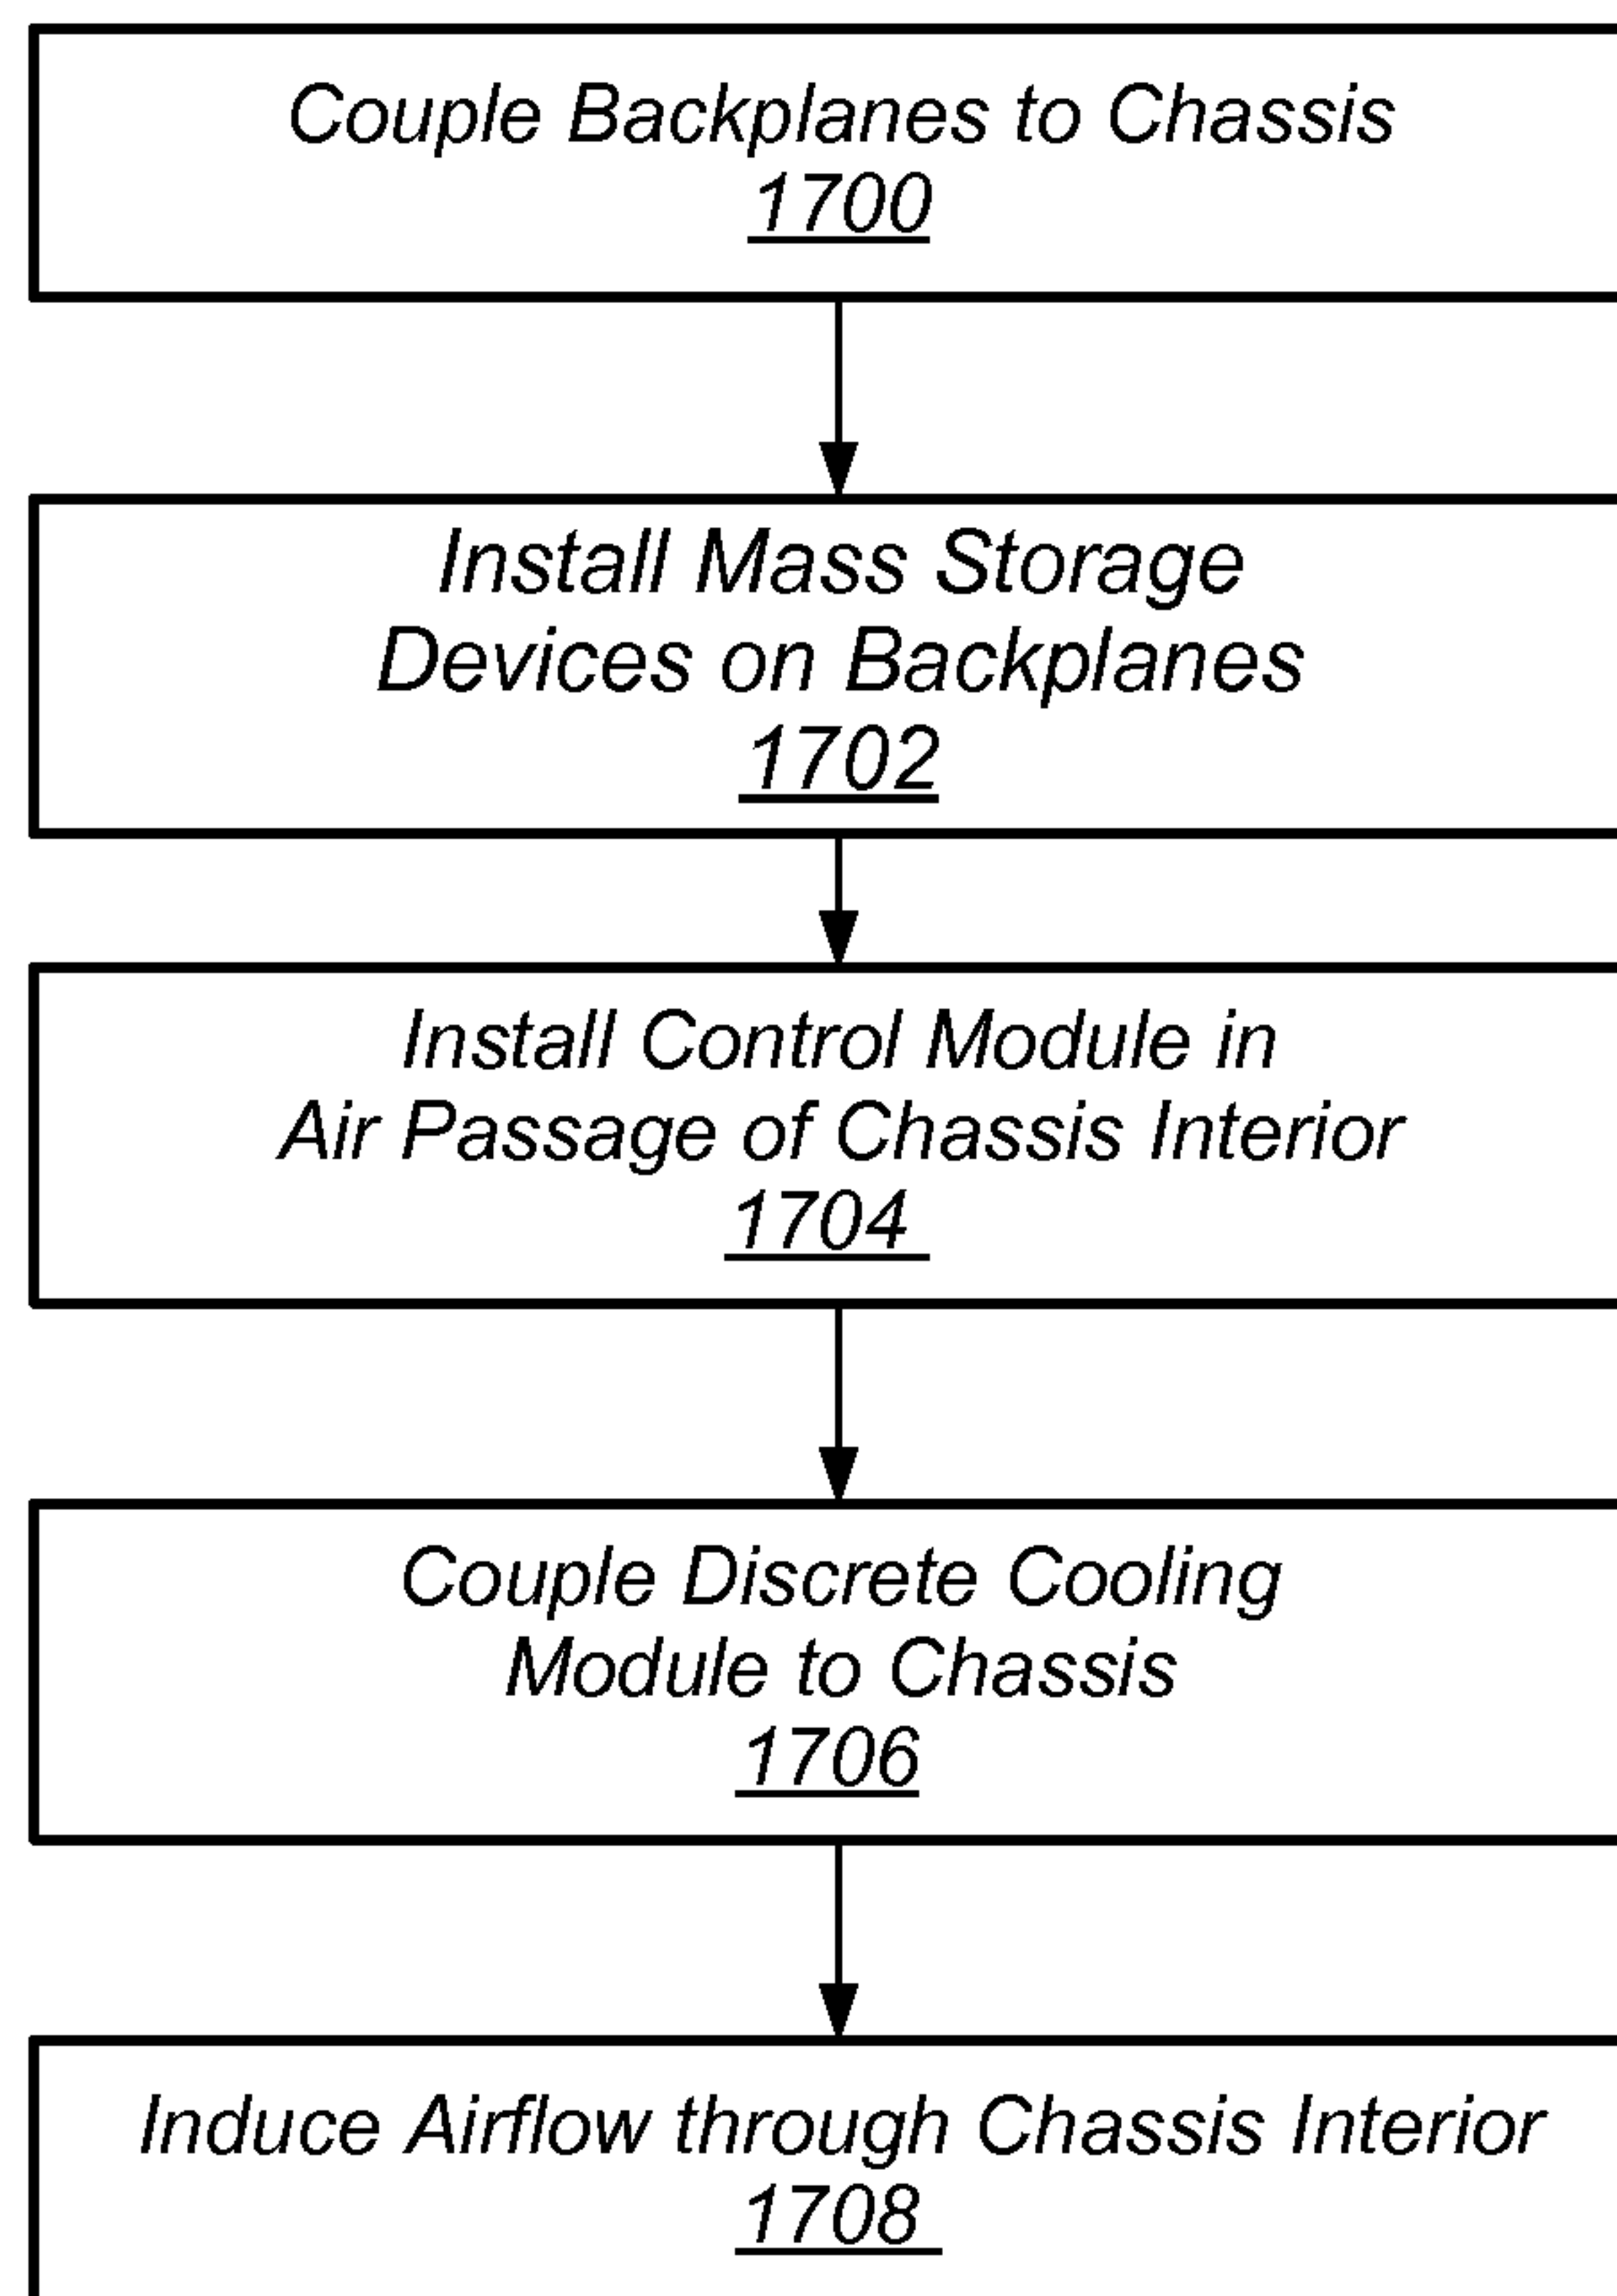 Couple Backplanes to Chassis
1700
Install Mass Storage
Devices on Backplanes
1702
Install Control Module in
Air Passage of Chassis Interior
1704
Couple Discrete Cooling
Module to Chassis
1706
Induce Airflow through Chassis Interior
1708